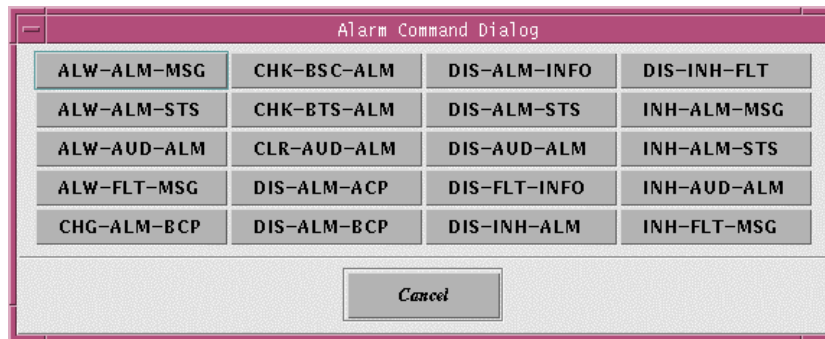 Alarm Command Dialog
ALW-ALM-MSG CHK-BSC-ALM DIS-ALM-INFO DIS-INH-FLT
ALW-ALM-STS CHK-BTS-ALM DIS-ALM-STS INH-ALM-MSG
ALW-AUD-ALM CLR-AUD-ALM DIS-AUD-ALM INH-ALM-STS
ALW-FLT-MSG DIS-ALM-ACP DIS-FLT-INFO INH-AUD-ALM
CHG-ALM-BCP DIS-ALM-BCP DIS-INH-ALM INH-FLT-MSG
Cancel